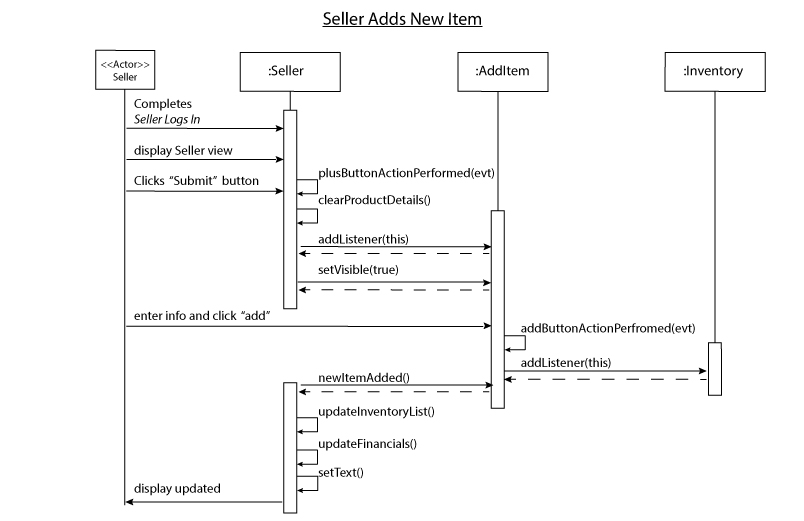 Seller Adds New Item
<<Actor>>
Seller
:Seller
:AddItem
:Inventory
Completes
Seller Logs In
display Seller view
Clicks “Submit” button
plusButtonActionPerformed(evt)
clearProductDetails()
addListener(this)
setVisible(true)
enter info and click “add”
addButtonActionPerfromed(evt)
addListener(this)
newItemAdded()
updateInventoryList()
updateFinancials()
setText()
display updated